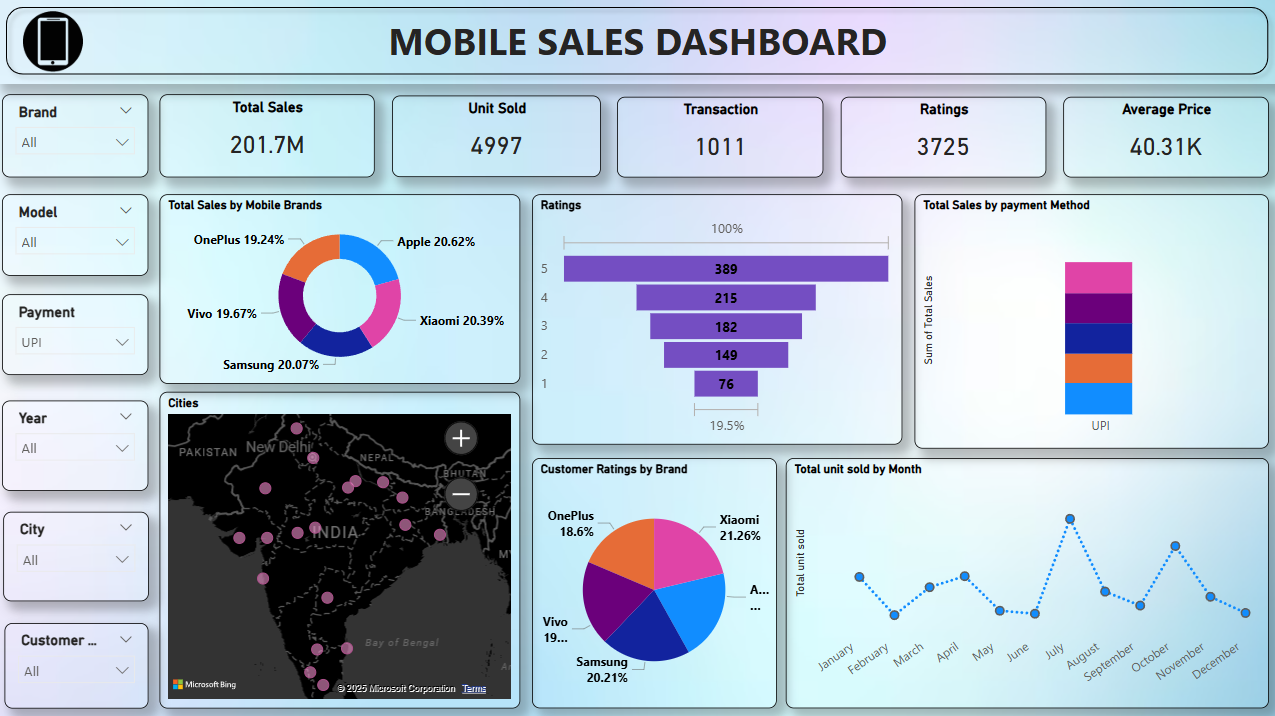 MOBILE SALES DASHBOARD
Brand
All
Total Sales
201.7M
Unit Sold
4997
Transaction
1011
Ratings
3725
Average Price
40.31K
Model
All
Payment
UPI
Year
All
City
All
Customer ...
All
Total Sales by Mobile Brands
OnePlus 19.24%
Apple 20.62%
Vivo 19.67%
Xiaomi 20.39%
Samsung 20.07%
Ratings
100%
5
389
4
215
3
182
2
149
1
76
19.5%
Total Sales by payment Method
Sum of Total Sales
UPI
Cities
PAKISTAN
New Delhi
NEPAL
BHUTAN
BANGLADESH
INDIA
Bay of Bengal
Microsoft Bing
© 2025 Microsoft Corporation Terms
+
Customer Ratings by Brand
OnePlus
18.6%
Xiaomi
21.26%
A...
...
Vivo
19...
Samsung
20.21%
Total unit sold by Month
Total unit sold
January
February
March
April
May
June
July
August
September
October
November
December